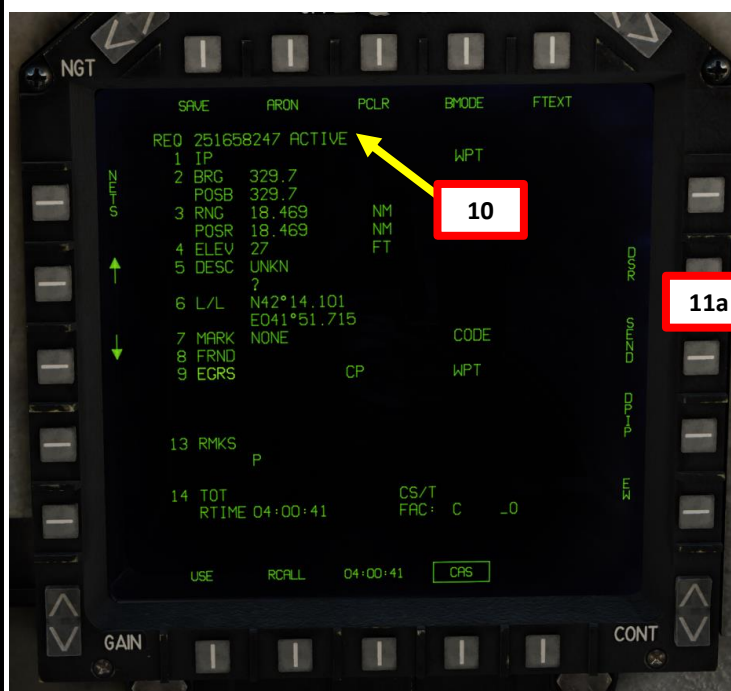 NGT
SAVE ARON PCLR BMODE FTEXT
REQ 251658247 ACTIVE
1 IP WPT
2 BRG 329.7
POSB 329.7
3 RNG 18.469 NM
POSR 18.469 NM
4 ELEV 27 FT
5 DESC UNKN
?
6 L/L N42°14.101
E041°51.715
7 MARK NONE CODE
8 FRND
9 EGRS CP WPT
13 RMKS
P
14 TOT CS/T
RTIME 04:00:41 FAC: C _0
USE RCALL 04:00:41 CAS
NETS
DSR
SEND
DPIP
EW
10
11a
GAIN
CONT